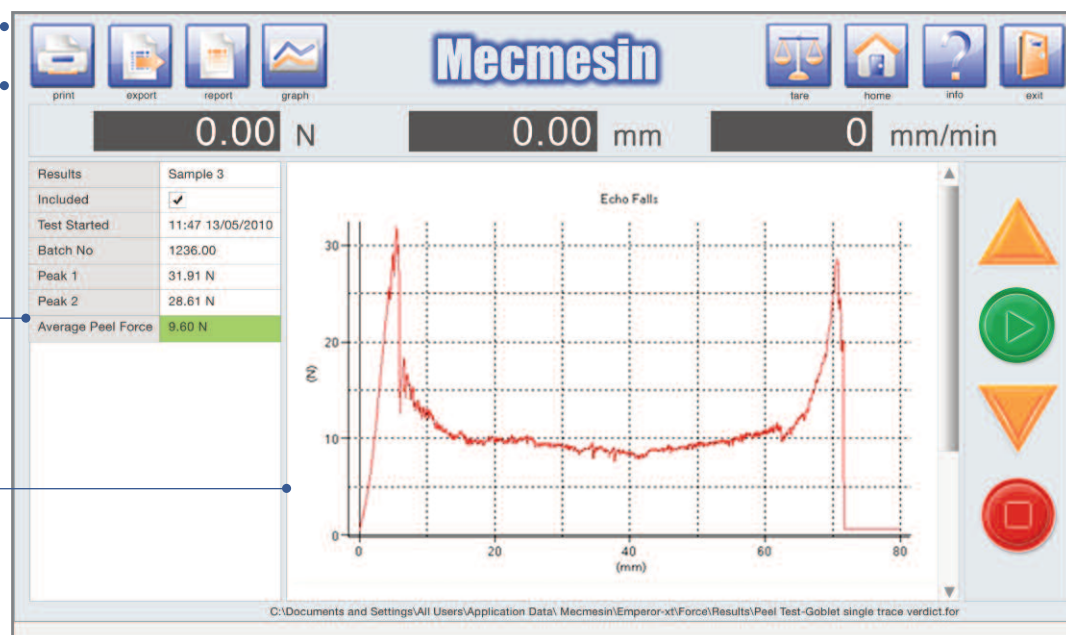 Mecmesin
print export report graph tare home info exit
0.00 N 0.00 mm 0 mm/min
Results Sample 3
Included
Test Started 11:47 13/05/2010
Batch No 1236.00
Peak 1 31.91 N
Peak 2 28.61 N
Average Peel Force 9.60 N
Echo Falls
30
20
(N)
10
0
0 20 40 60 80
(mm)
C:\Documents and Settings\All Users\Application Data\ Mecmesin\Emperor-xt\Force\Results\Peel Test-Goblet single trace verdict.for